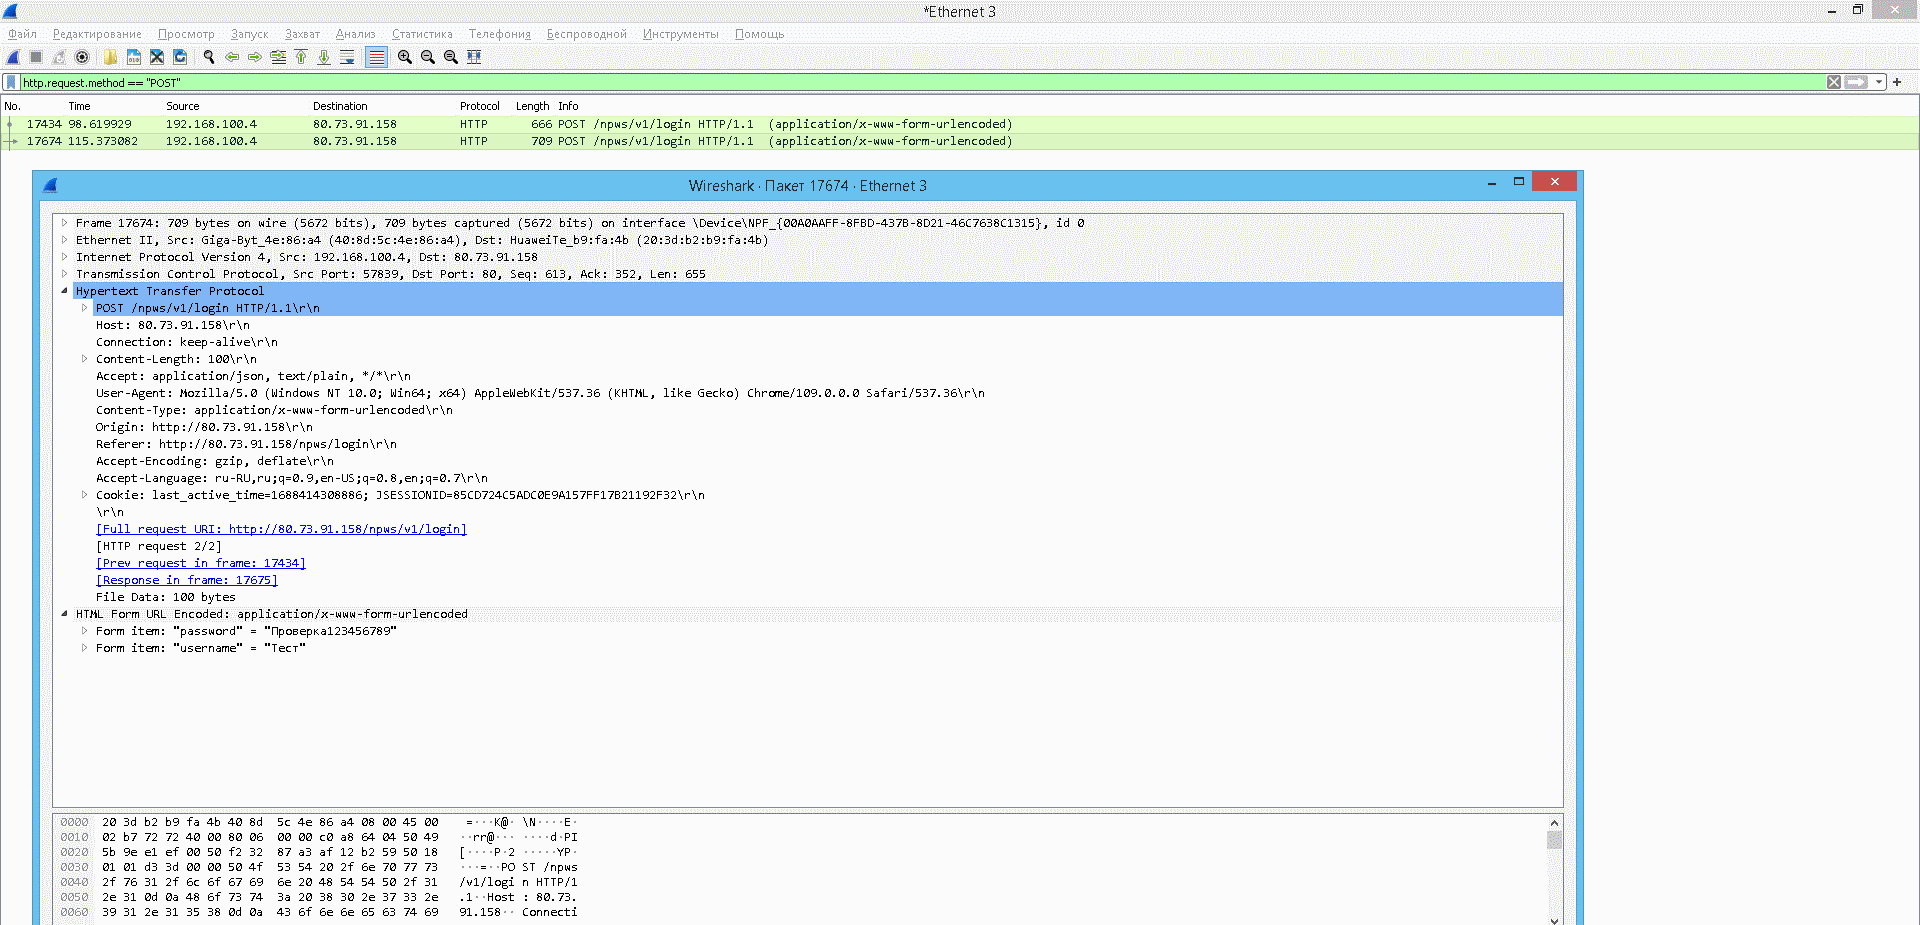 *Ethernet 3
Файл Редактирование Просмотр Запуск Захват Анализ Статистика Телефония Беспроводной Инструменты Помощь
http.request.method == "POST"
No. Time Source Destination Protocol Length Info
17434 98.619929 192.168.100.4 80.73.91.158 HTTP 666 POST /npws/v1/login HTTP/1.1 (application/x-www-form-urlencoded)
17674 115.373082 192.168.100.4 80.73.91.158 HTTP 709 POST /npws/v1/login HTTP/1.1 (application/x-www-form-urlencoded)
Wireshark · Пакет 17674 · Ethernet 3
Frame 17674: 709 bytes on wire (5672 bits), 709 bytes captured (5672 bits) on interface \Device\NPF_{00A0AAFF-8FBD-437B-8D21-46C7638C1315}, id 0
Ethernet II, Src: Giga-Byt_4e:86:a4 (40:8d:5c:4e:86:a4), Dst: HuaweiTe_b9:fa:4b (20:3d:b2:b9:fa:4b)
Internet Protocol Version 4, Src: 192.168.100.4, Dst: 80.73.91.158
Transmission Control Protocol, Src Port: 57839, Dst Port: 80, Seq: 613, Ack: 352, Len: 655
Hypertext Transfer Protocol
POST /npws/v1/login HTTP/1.1\r\n
Host: 80.73.91.158\r\n
Connection: keep-alive\r\n
Content-Length: 100\r\n
Accept: application/json, text/plain, */*\r\n
User-Agent: Mozilla/5.0 (Windows NT 10.0; Win64; x64) AppleWebKit/537.36 (KHTML, like Gecko) Chrome/109.0.0.0 Safari/537.36\r\n
Content-Type: application/x-www-form-urlencoded\r\n
Origin: http://80.73.91.158\r\n
Referer: http://80.73.91.158/npws/login\r\n
Accept-Encoding: gzip, deflate\r\n
Accept-Language: ru-RU,ru;q=0.9,en-US;q=0.8,en;q=0.7\r\n
Cookie: last_active_time=1688414308886; JSESSIONID=85CD724C5ADC0E9A157FF17B21192F32\r\n
\r\n
[Full request URI: http://80.73.91.158/npws/v1/login]
[HTTP request 2/2]
[Prev request in frame: 17434]
[Response in frame: 17675]
File Data: 100 bytes
HTML Form URL Encoded: application/x-www-form-urlencoded
Form item: "password" = "Проверка123456789"
Form item: "username" = "Тест"
0000 20 3d b2 b9 fa 4b 40 8d 5c 4e 86 a4 08 00 45 00 =···K@· \N····E·
0010 02 b7 72 72 40 00 80 06 00 00 c0 a8 64 04 50 49 ··rr@··· ····d·PI
0020 5b 9e e1 ef 00 50 f2 32 87 a3 af 12 b2 59 50 18 [····P·2 ·····YP·
0030 01 01 d3 3d 00 00 50 4f 53 54 20 2f 6e 70 77 73 ···=··PO ST /npws
0040 2f 76 31 2f 6c 6f 67 69 6e 20 48 54 54 50 2f 31 /v1/logi n HTTP/1
0050 2e 31 0d 0a 48 6f 73 74 3a 20 38 30 2e 37 33 2e .1··Host : 80.73.
0060 39 31 2e 31 35 38 0d 0a 43 6f 6e 6e 65 63 74 69 91.158·· Connecti